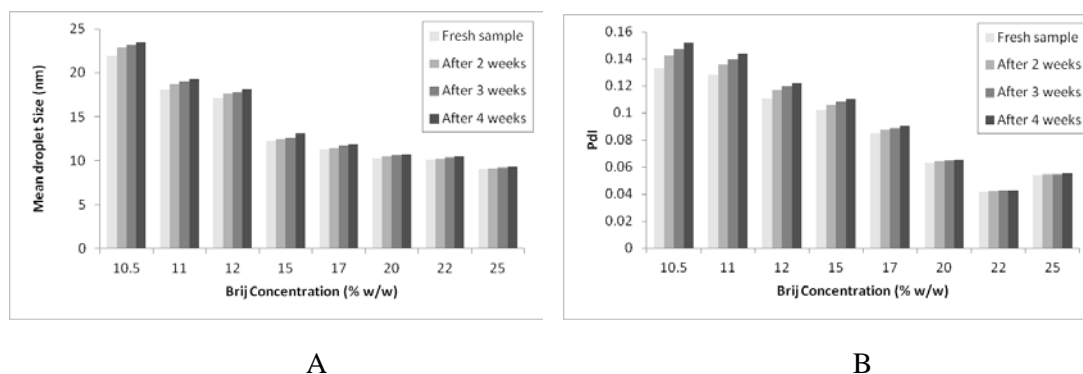 25
20
15
10
5
0
Mean droplet Size (nm)
Fresh sample
After 2 weeks
After 3 weeks
After 4 weeks
10.5 11 12 15 17 20 22 25
Brij Concentration (% w/w)
A
0.16
0.14
0.12
0.1
0.08
0.06
0.04
0.02
0
PdI
Fresh sample
After 2 weeks
After 3 weeks
After 4 weeks
10.5 11 12 15 17 20 22 25
Brij Concentration (% w/w)
B